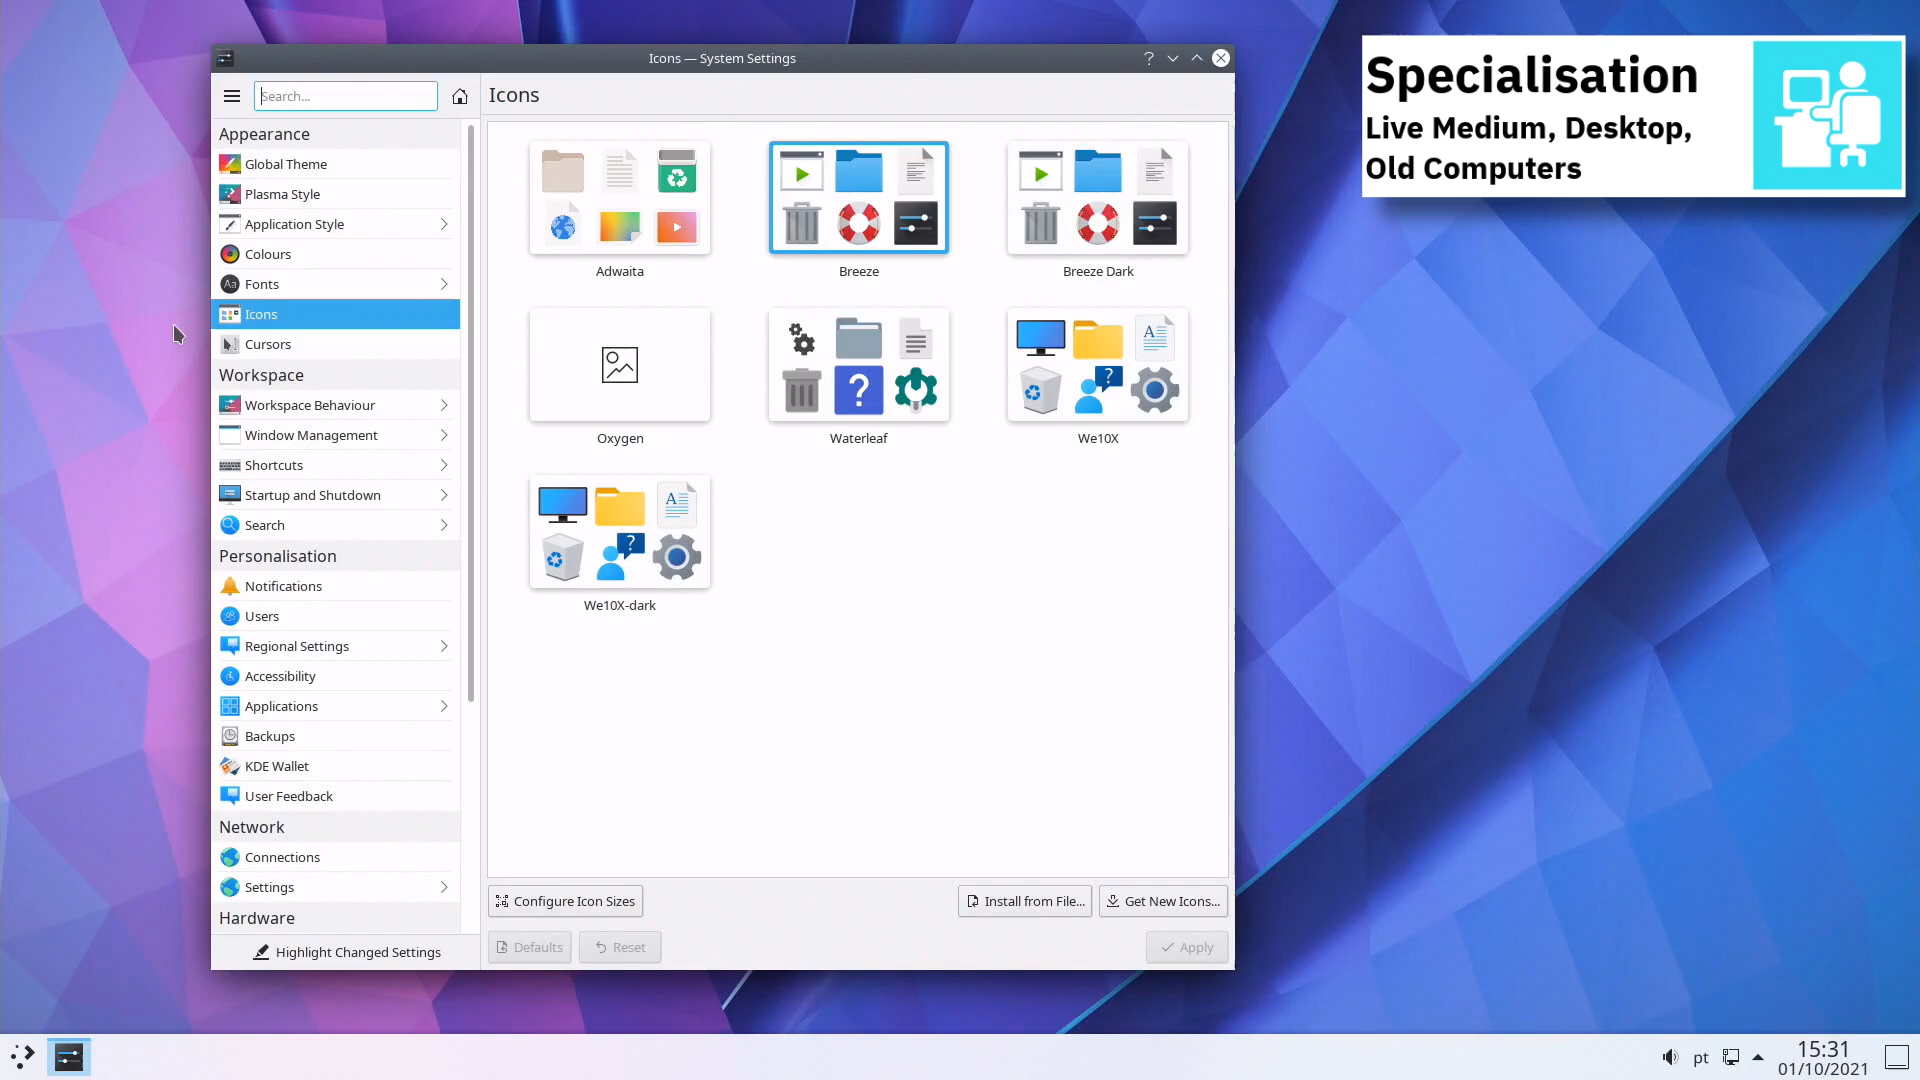 Icons — System Settings
Search...
Icons
Appearance
Global Theme
Plasma Style
Application Style
Colours
Fonts
Icons
Cursors
Workspace
Workspace Behaviour
Window Management
Shortcuts
Startup and Shutdown
Search
Personalisation
Notifications
Users
Regional Settings
Accessibility
Applications
Backups
KDE Wallet
User Feedback
Network
Connections
Settings
Hardware
Highlight Changed Settings
Adwaita
Breeze
Breeze Dark
Oxygen
Waterleaf
We10X
We10X-dark
Configure Icon Sizes
Install from File...
Get New Icons...
Defaults
Reset
Apply
Specialisation
Live Medium, Desktop,
Old Computers
pt
15:31
01/10/2021